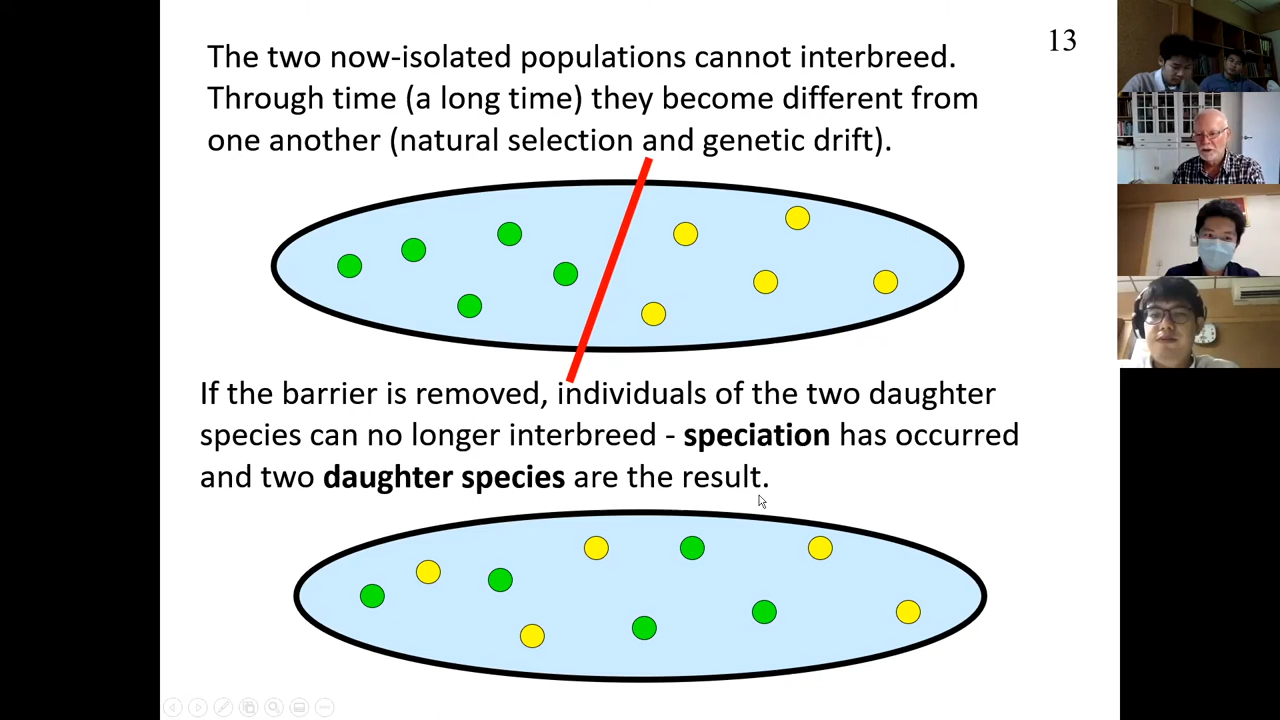 13
The two now-isolated populations cannot interbreed.
Through time (a long time) they become different from
one another (natural selection and genetic drift).
If the barrier is removed, individuals of the two daughter
species can no longer interbreed - speciation has occurred
and two daughter species are the result.